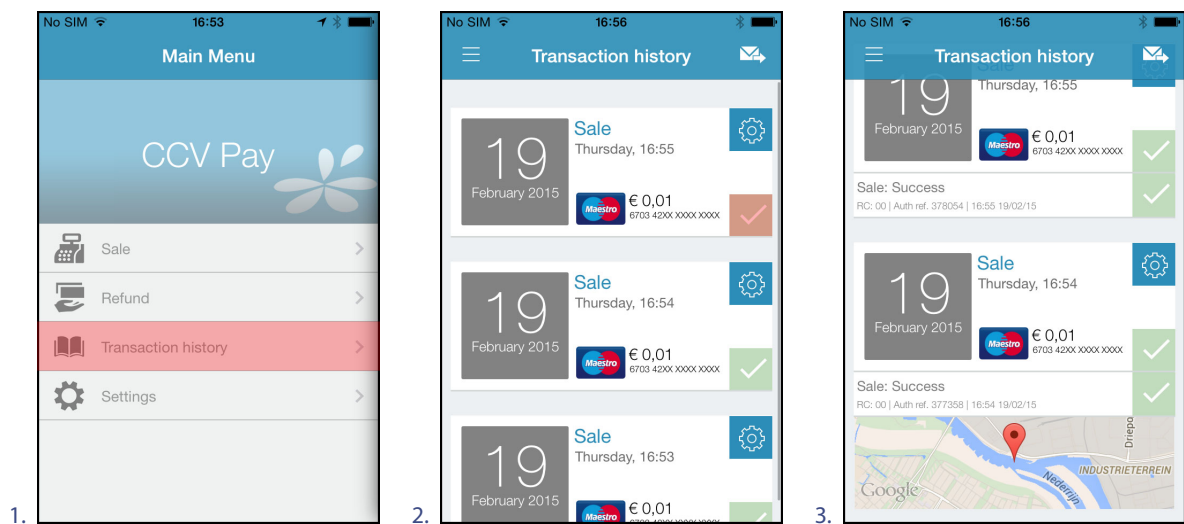 No SIM 16:53
Main Menu
CCV Pay
Sale
Refund
Transaction history
Settings
1.
No SIM 16:56
Transaction history
19
February 2015
Sale
Thursday, 16:55
Maestro
€ 0,01
6703 42XX XXXX XXXX
19
February 2015
Sale
Thursday, 16:54
Maestro
€ 0,01
6703 42XX XXXX XXXX
19
February 2015
Sale
Thursday, 16:53
Maestro
€ 0,01
2.
No SIM 16:56
Transaction history
19
February 2015
Thursday, 16:55
Maestro
€ 0,01
6703 42XX XXXX XXXX
Sale: Success
RC: 00 | Auth ref. 378054 | 16:55 19/02/15
19
February 2015
Sale
Thursday, 16:54
Maestro
€ 0,01
6703 42XX XXXX XXXX
Sale: Success
RC: 00 | Auth ref. 377358 | 16:54 19/02/15
Driepo
INDUSTRIETERREIN
Nederrijn
Google
3.